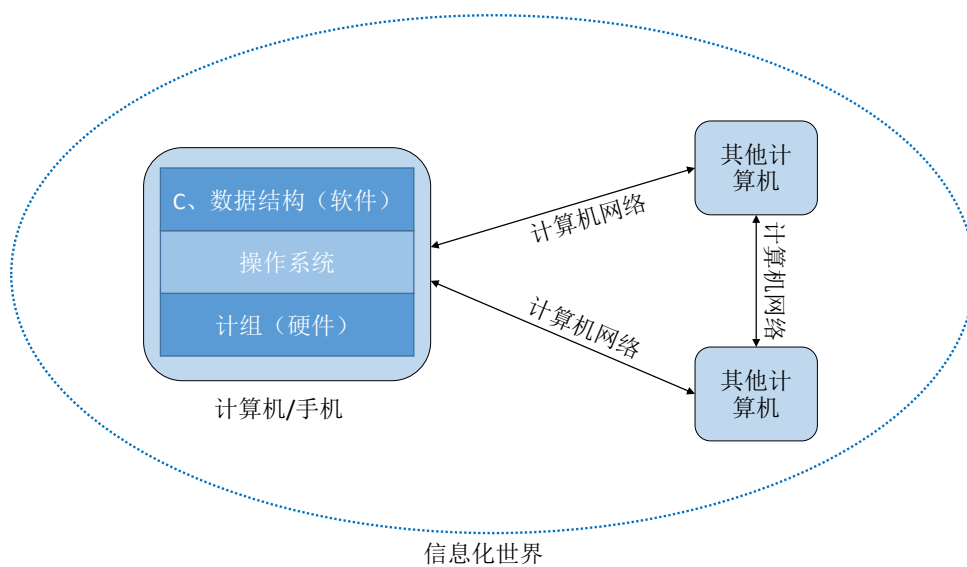 其他计
算机
C、数据结构（软件）
计算机网络
操作系统
计算机网络
计算机网络
计组（硬件）
其他计
算机
计算机/手机
信息化世界